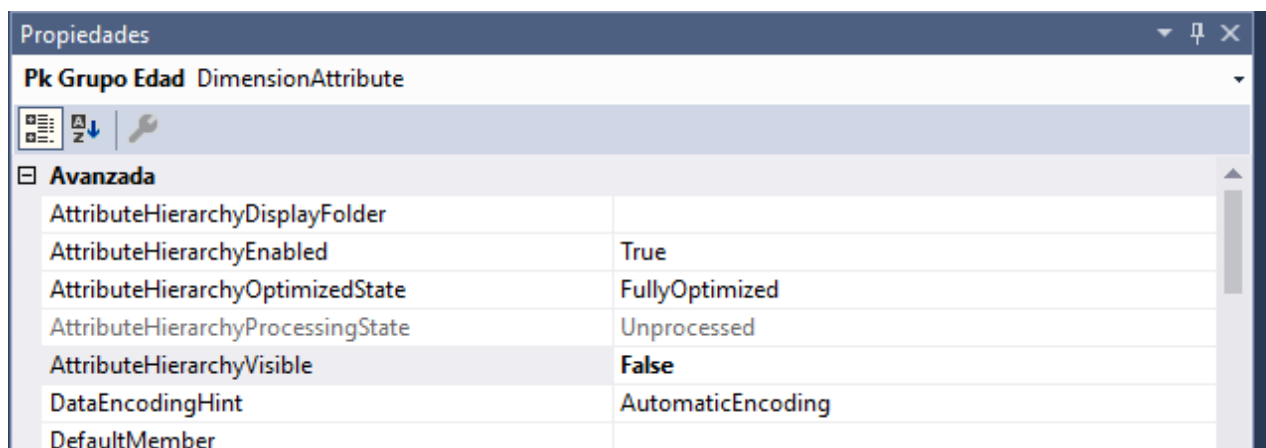 Propiedades
Pk Grupo Edad DimensionAttribute
Avanzada
AttributeHierarchyDisplayFolder
AttributeHierarchyEnabled True
AttributeHierarchyOptimizedState FullyOptimized
AttributeHierarchyProcessingState Unprocessed
AttributeHierarchyVisible False
DataEncodingHint AutomaticEncoding
DefaultMember